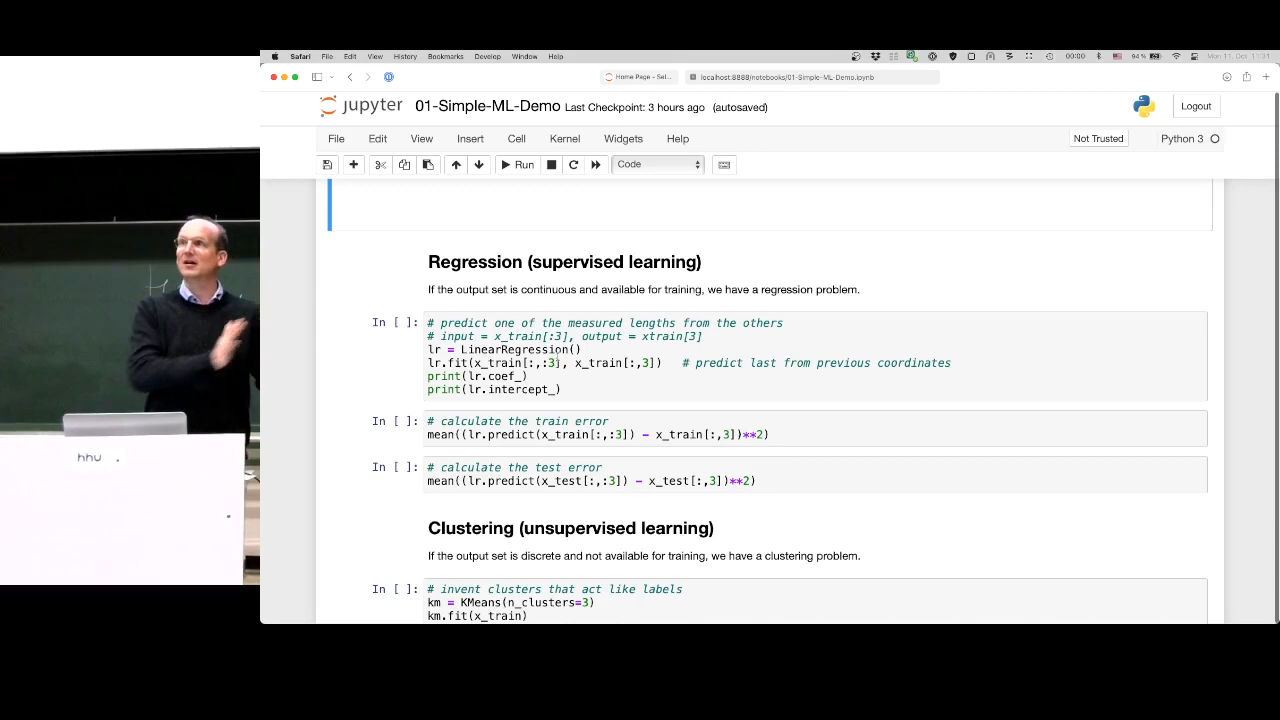 Safari File Edit View History Bookmarks Develop Window Help 00:00 94 % Mon 11. Oct. 11:31
Home Page - Sel... localhost:8888/notebooks/01-Simple-ML-Demo.ipynb
jupyter 01-Simple-ML-Demo Last Checkpoint: 3 hours ago (autosaved) Logout
File Edit View Insert Cell Kernel Widgets Help Not Trusted Python 3
Run Code
Regression (supervised learning)
If the output set is continuous and available for training, we have a regression problem.
In [ ]: # predict one of the measured lengths from the others
# input = x_train[:3], output = xtrain[3]
lr = LinearRegression()
lr.fit(x_train[:,:3], x_train[:,3]) # predict last from previous coordinates
print(lr.coef_)
print(lr.intercept_)
In [ ]: # calculate the train error
mean((lr.predict(x_train[:,:3]) - x_train[:,3])**2)
In [ ]: # calculate the test error
mean((lr.predict(x_test[:,:3]) - x_test[:,3])**2)
Clustering (unsupervised learning)
If the output set is discrete and not available for training, we have a clustering problem.
In [ ]: # invent clusters that act like labels
km = KMeans(n_clusters=3)
km.fit(x_train)
hhu .